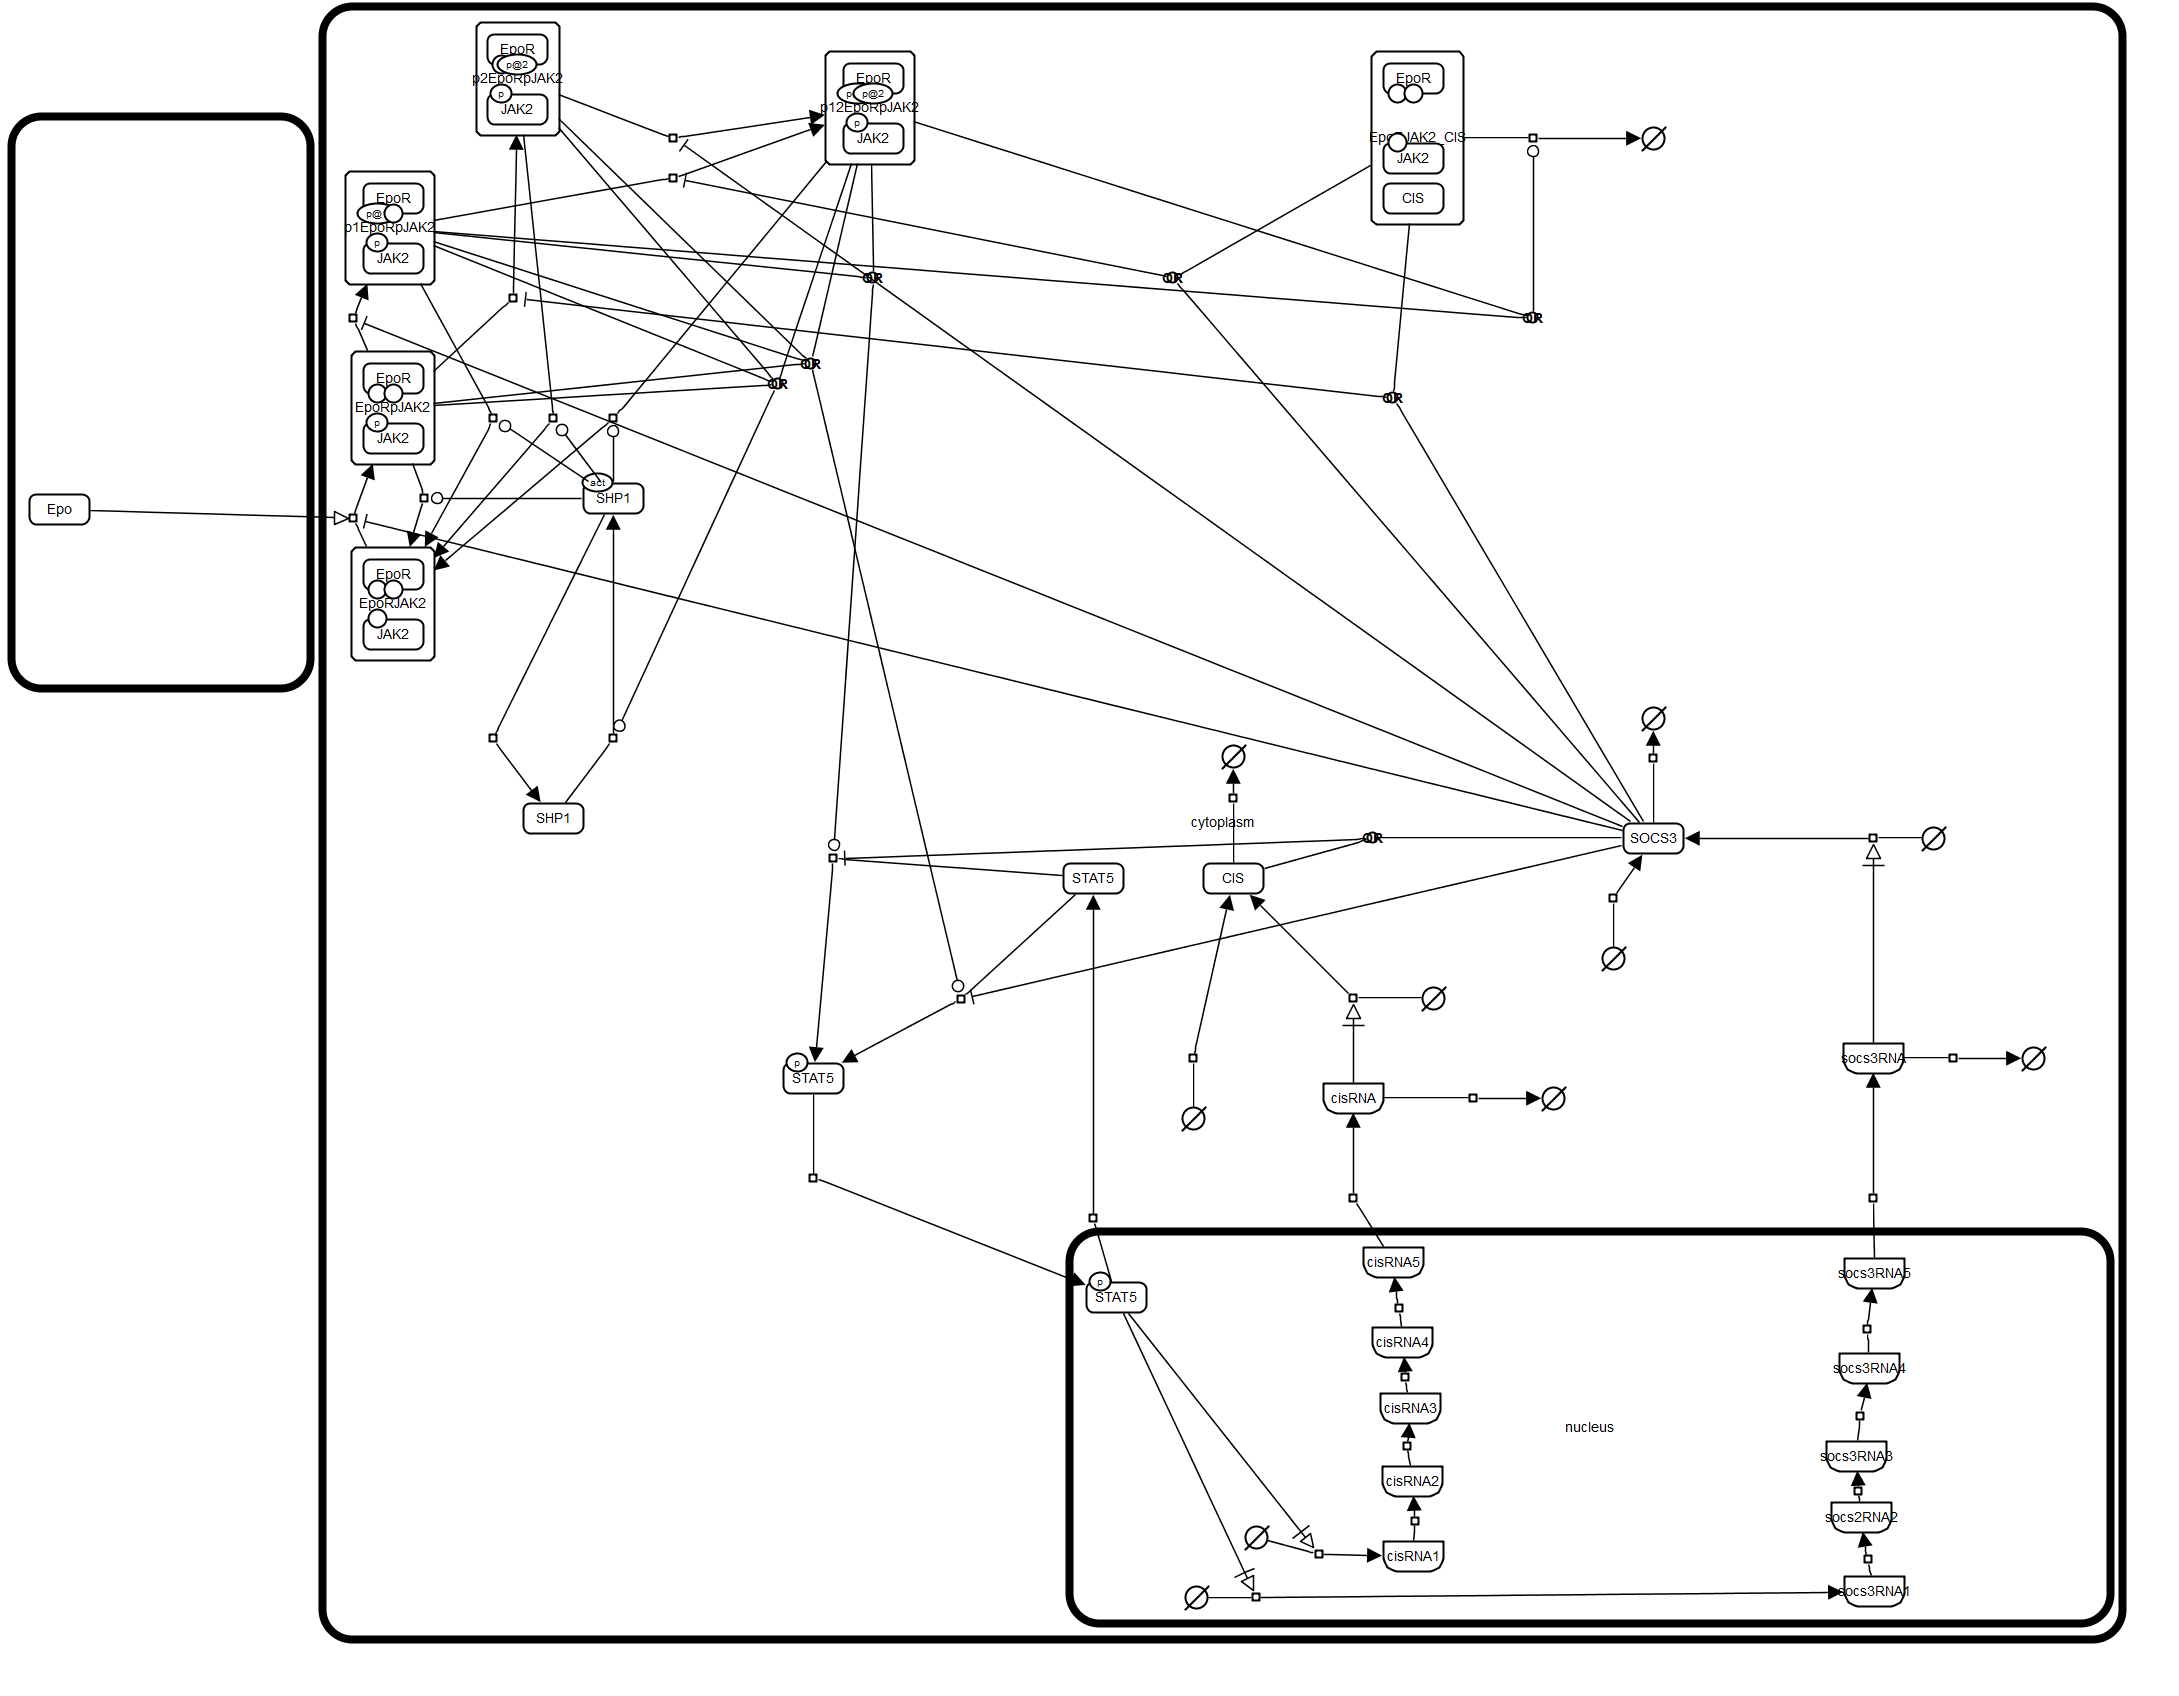 EpoR
p@2
p2EpoRpJAK2
p
JAK2
EpoR
p@2
p12EpoRpJAK2
p
JAK2
EpoR
JAK2_CIS
JAK2
CIS
EpoR
p@
p1EpoRpJAK2
p
JAK2
OR
OR
OR
OR
OR
OR
EpoR
EpoRpJAK2
p
JAK2
act
SHP1
Epo
EpoR
EpoRJAK2
JAK2
SHP1
cytoplasm
OR
SOCS3
STAT5
CIS
p
STAT5
socs3RNA
cisRNA
cisRNA5
socs3RNA5
p
STAT5
cisRNA4
socs3RNA4
cisRNA3
nucleus
socs3RNA3
cisRNA2
socs2RNA2
cisRNA1
socs3RNA1